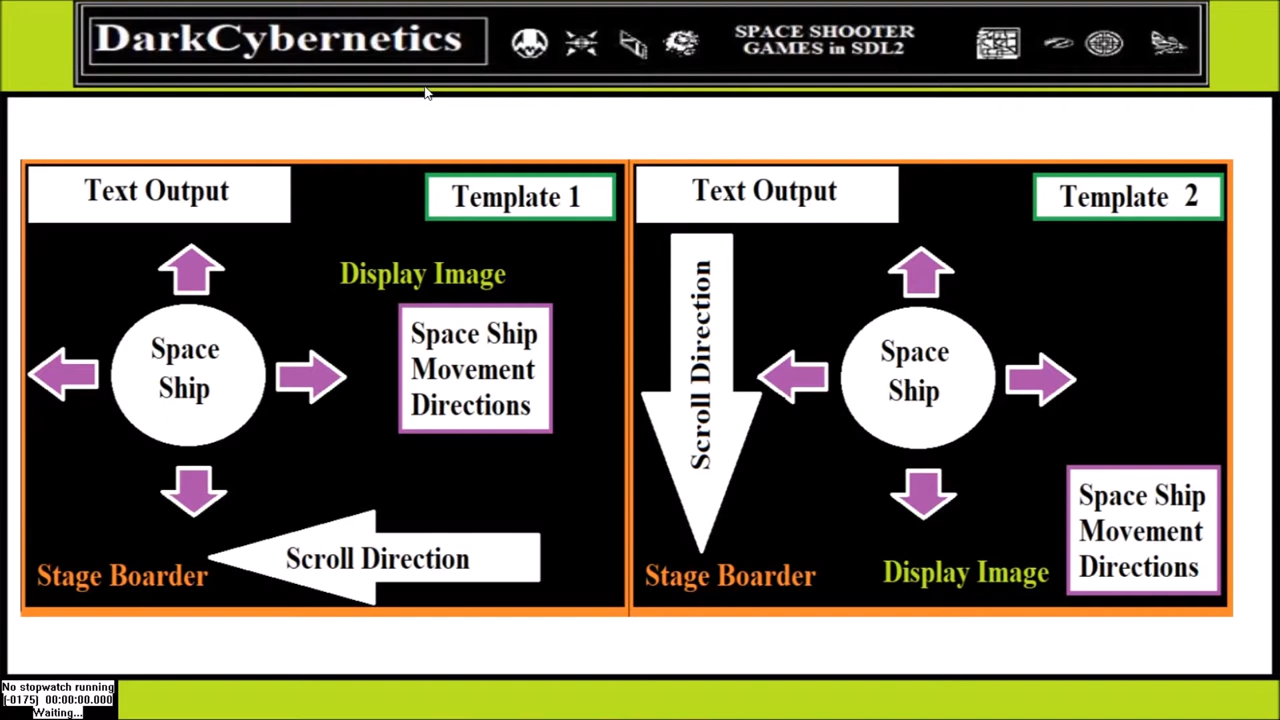 DarkCybernetics
SPACE SHOOTER
GAMES in SDL2
Text Output
Template 1
Display Image
Space
Ship
Space Ship
Movement
Directions
Scroll Direction
Stage Boarder
Text Output
Template 2
Scroll Direction
Space
Ship
Space Ship
Movement
Directions
Stage Boarder
Display Image
No stopwatch running
(-0175) 00:00:00.000
Waiting...